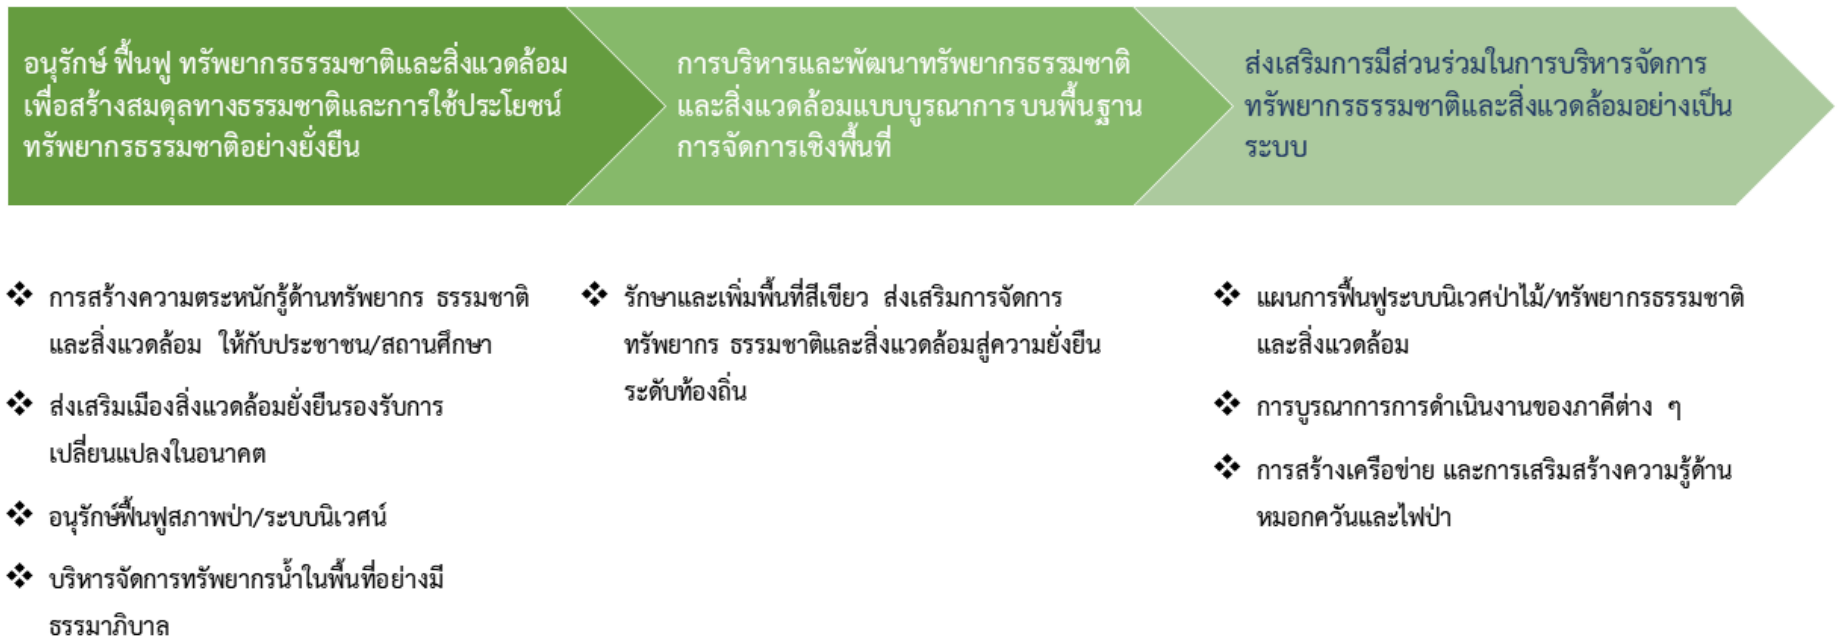 อนุรักษ์ ฟื้นฟู ทรัพยากรธรรมชาติและสิ่งแวดล้อม
เพื่อสร้างสมดุลทางธรรมชาติและการใช้ประโยชน์
ทรัพยากรธรรมชาติอย่างยั่งยืน
การบริหารและพัฒนาทรัพยากรธรรมชาติ
และสิ่งแวดล้อมแบบบูรณาการ บนพื้นฐาน
การจัดการเชิงพื้นที่
ส่งเสริมการมีส่วนร่วมในการบริหารจัดการ
ทรัพยากรธรรมชาติและสิ่งแวดล้อมอย่างเป็น
ระบบ
❖ การสร้างความตระหนักรู้ด้านทรัพยากร ธรรมชาติ
และสิ่งแวดล้อม ให้กับประชาชน/สถานศึกษา
❖ ส่งเสริมเมืองสิ่งแวดล้อมยั่งยืนรองรับการ
เปลี่ยนแปลงในอนาคต
❖ อนุรักษ์ฟื้นฟูสภาพป่า/ระบบนิเวศน์
❖ บริหารจัดการทรัพยากรน้ำในพื้นที่อย่างมี
ธรรมาภิบาล
❖ รักษาและเพิ่มพื้นที่สีเขียว ส่งเสริมการจัดการ
ทรัพยากร ธรรมชาติและสิ่งแวดล้อมสู่ความยั่งยืน
ระดับท้องถิ่น
❖ แผนการฟื้นฟูระบบนิเวศป่าไม้/ทรัพยากรธรรมชาติ
และสิ่งแวดล้อม
❖ การบูรณาการการดำเนินงานของภาคีต่าง ๆ
❖ การสร้างเครือข่าย และการเสริมสร้างความรู้ด้าน
หมอกควันและไฟป่า